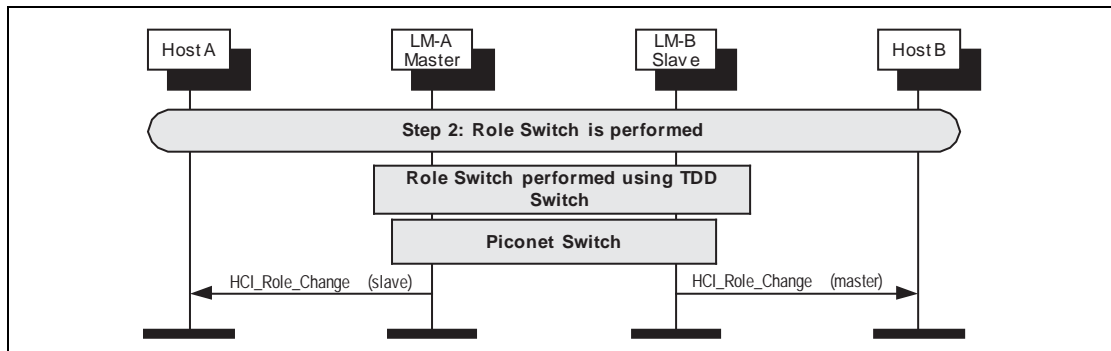 Host A
LM-A
Master
LM-B
Slave
Host B
Step 2: Role Switch is performed
Role Switch performed using TDD
Switch
Piconet Switch
HCI_Role_Change (slave)
HCI_Role_Change (master)